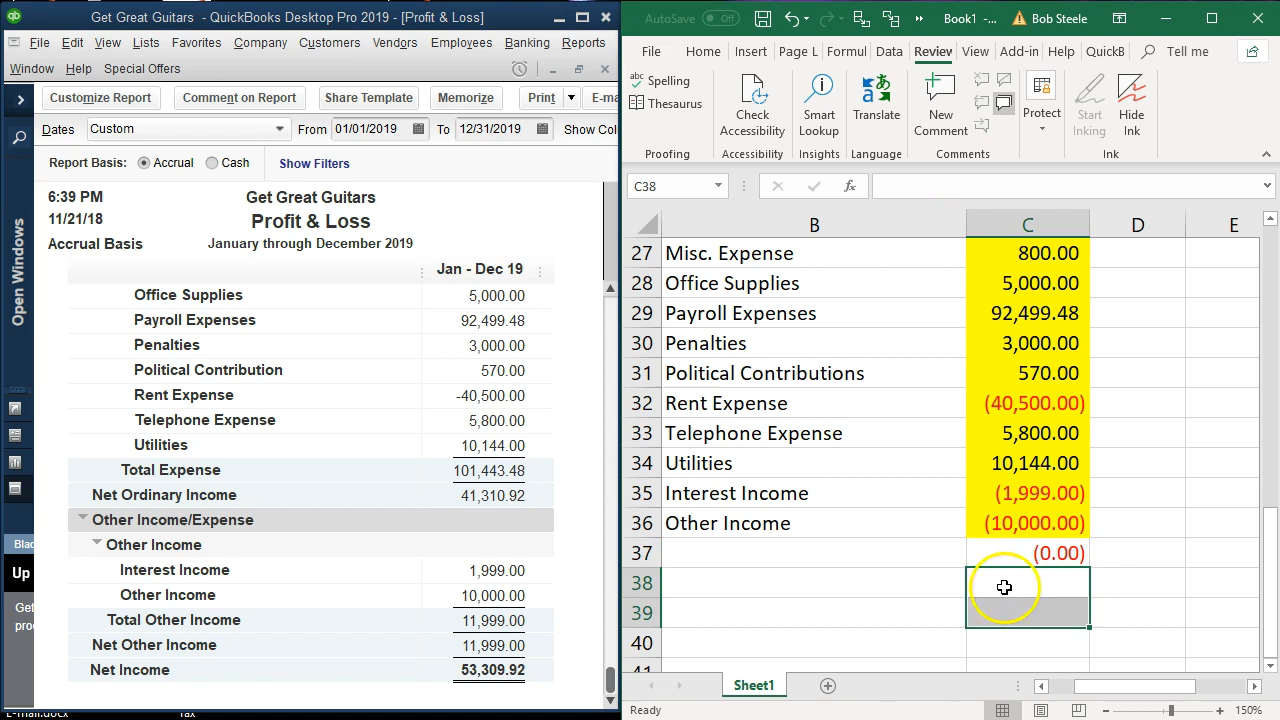 Get Great Guitars - QuickBooks Desktop Pro 2019 - [Profit & Loss]
File Edit View Lists Favorites Company Customers Vendors Employees Banking Reports
Window Help Special Offers
Customize Report Comment on Report Share Template Memorize Print E-ma
Dates Custom From 01/01/2019 To 12/31/2019 Show Col
Report Basis: Accrual Cash Show Filters
Open Windows
6:39 PM
11/21/18
Accrual Basis
Get Great Guitars
Profit & Loss
January through December 2019
Jan - Dec 19
Office Supplies 5,000.00
Payroll Expenses 92,499.48
Penalties 3,000.00
Political Contribution 570.00
Rent Expense -40,500.00
Telephone Expense 5,800.00
Utilities 10,144.00
Total Expense 101,443.48
Net Ordinary Income 41,310.92
Other Income/Expense
Other Income
Interest Income 1,999.00
Other Income 10,000.00
Total Other Income 11,999.00
Net Other Income 11,999.00
Net Income 53,309.92
Blac
Up
Get
proc
E-mail.docx
AutoSave Off Book1 -... Bob Steele
File Home Insert Page L Formul Data Review View Add-in Help QuickB Tell me
Spelling
Thesaurus
Check Accessibility
Smart Lookup
Translate
New Comment
Protect
Start Inking
Hide Ink
Proofing Accessibility Insights Language Comments Ink
C38 fx
B C D E
27 Misc. Expense 800.00
28 Office Supplies 5,000.00
29 Payroll Expenses 92,499.48
30 Penalties 3,000.00
31 Political Contributions 570.00
32 Rent Expense (40,500.00)
33 Telephone Expense 5,800.00
34 Utilities 10,144.00
35 Interest Income (1,999.00)
36 Other Income (10,000.00)
37 (0.00)
38
39
40
41
Sheet1
Ready 150%